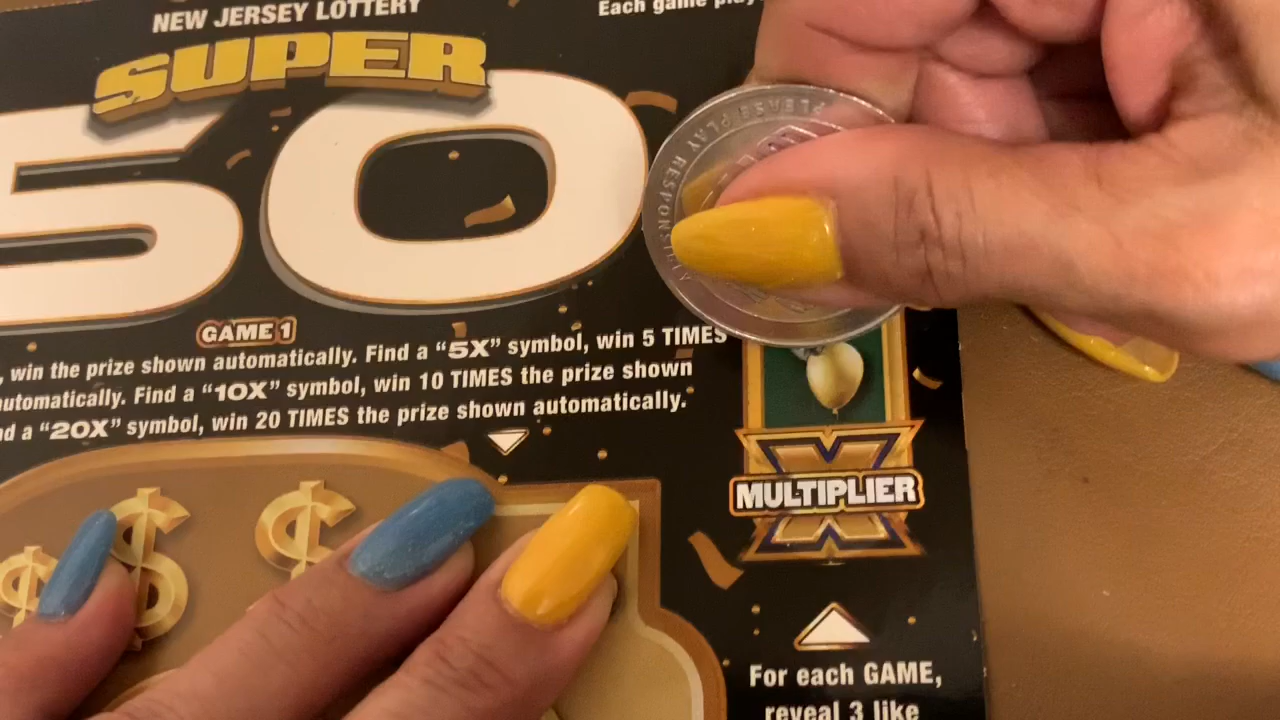 NEW JERSEY LOTTERY
Each game play
SUPER
50
PLEASE PLAY RESPONSIBLY
GAME 1
, win the prize shown automatically. Find a “5X” symbol, win 5 TIMES
automatically. Find a “10X” symbol, win 10 TIMES the prize shown
nd a “20X” symbol, win 20 TIMES the prize shown automatically.
X
MULTIPLIER
For each GAME,
reveal 3 like